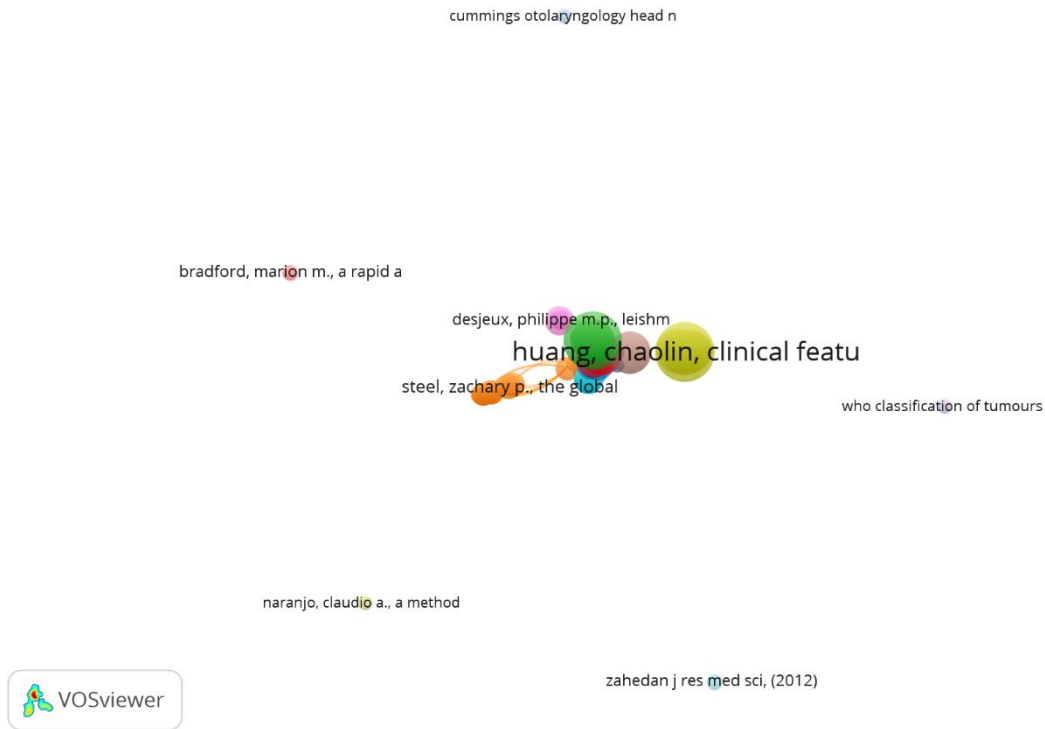 cummings otolaryngology head n
bradford, marion m., a rapid a
desjeux, philippe m.p., leishm
huang, chaolin, clinical featu
steel, zachary p., the global
who classification of tumours
naranjo, claudio a., a method
zahedan j res med sci, (2012)
VOSviewer